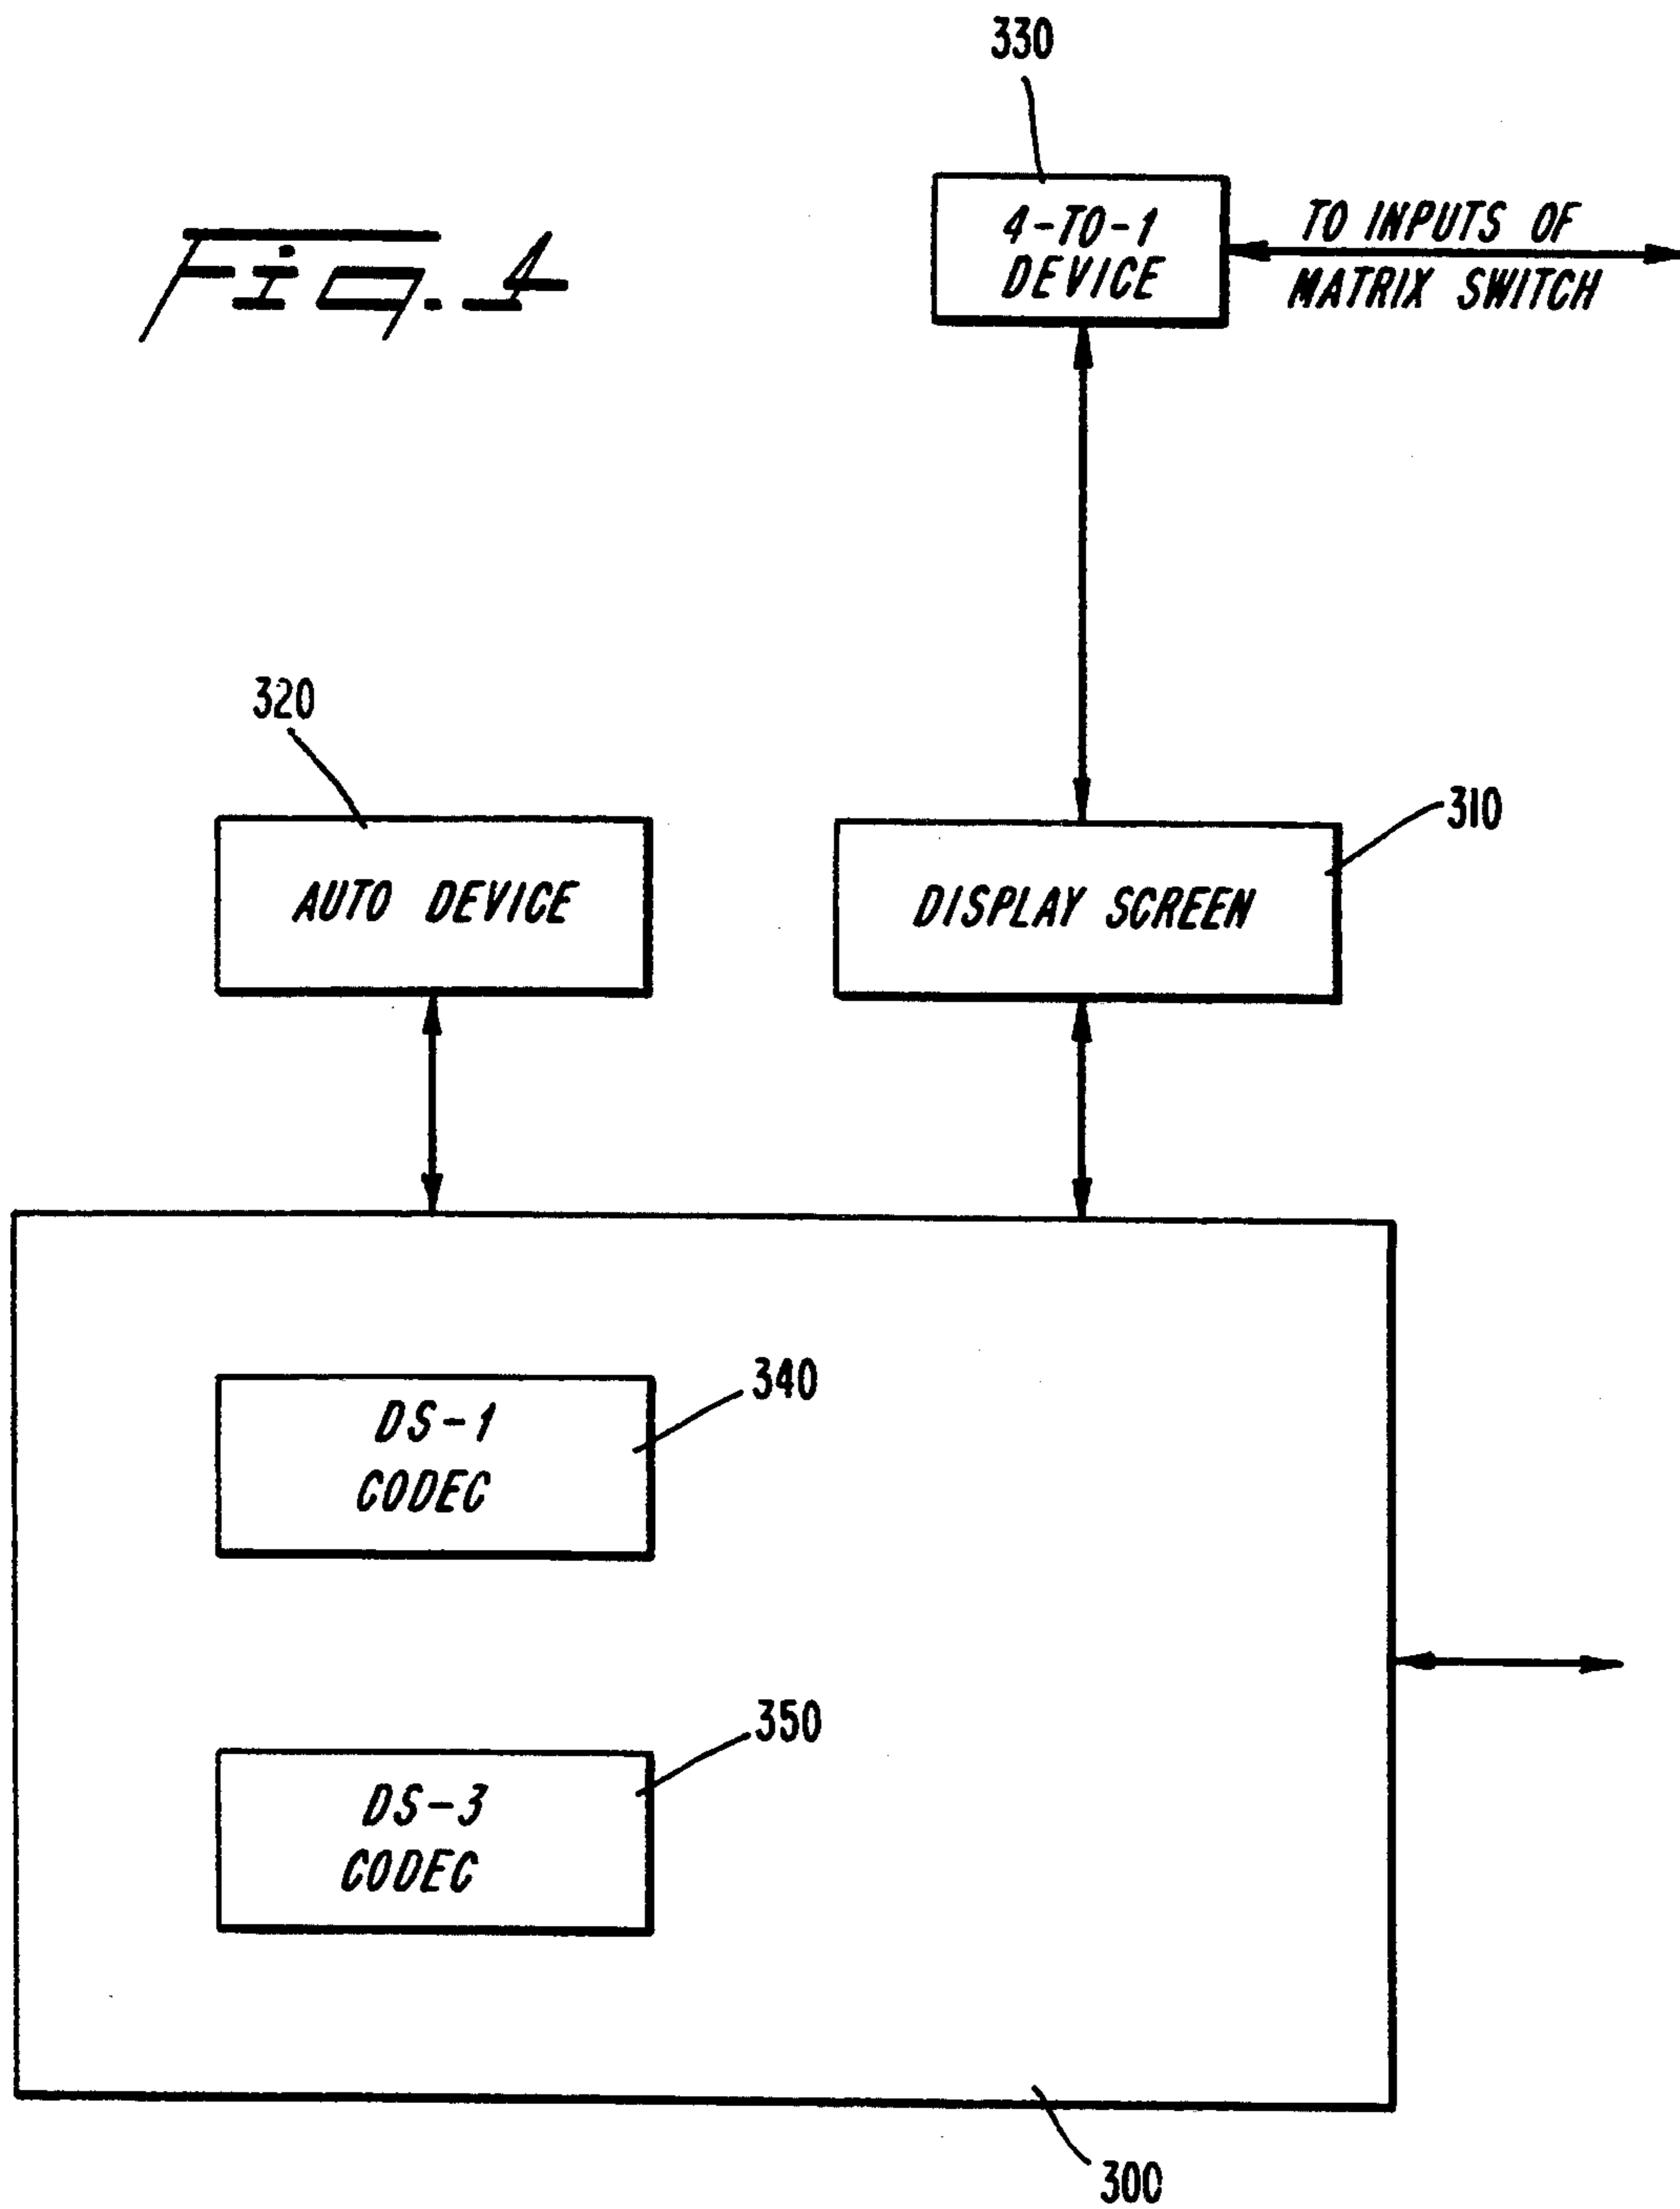 330
4-TO-1
DEVICE
TO INPUTS OF
MATRIX SWITCH
Fig. 4
320
AUTO DEVICE
310
DISPLAY SCREEN
340
DS-1
CODEC
350
DS-3
CODEC
300